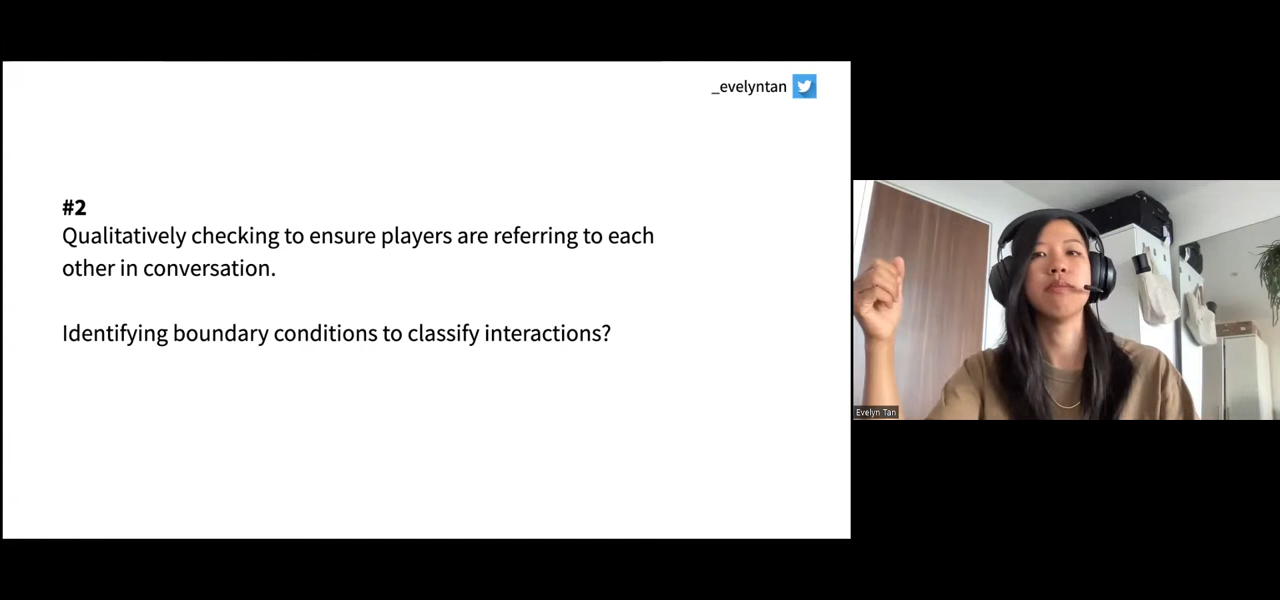 _evelyntan
#2
Qualitatively checking to ensure players are referring to each
other in conversation.
Identifying boundary conditions to classify interactions?
Evelyn Tan